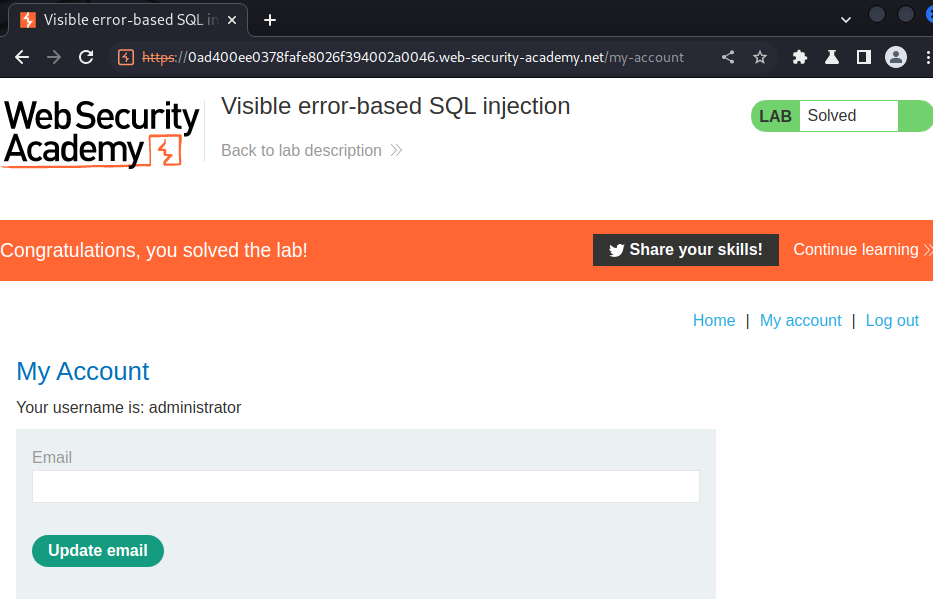 Visible error-based SQL in
https://0ad400ee0378fafe8026f394002a0046.web-security-academy.net/my-account
Web Security
Academy
Visible error-based SQL injection
Back to lab description
LAB Solved
Congratulations, you solved the lab!
Share your skills!
Continue learning
Home | My account | Log out
My Account
Your username is: administrator
Email
Update email